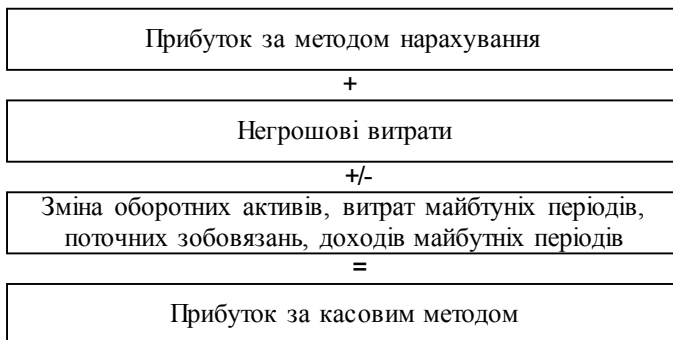 Прибуток за методом нарахування
+
Негрошові витрати
+/-
Зміна оборотних активів, витрат майбтуніх періодів,
поточних зобовязань, доходів майбутніх періодів
=
Прибуток за касовим методом